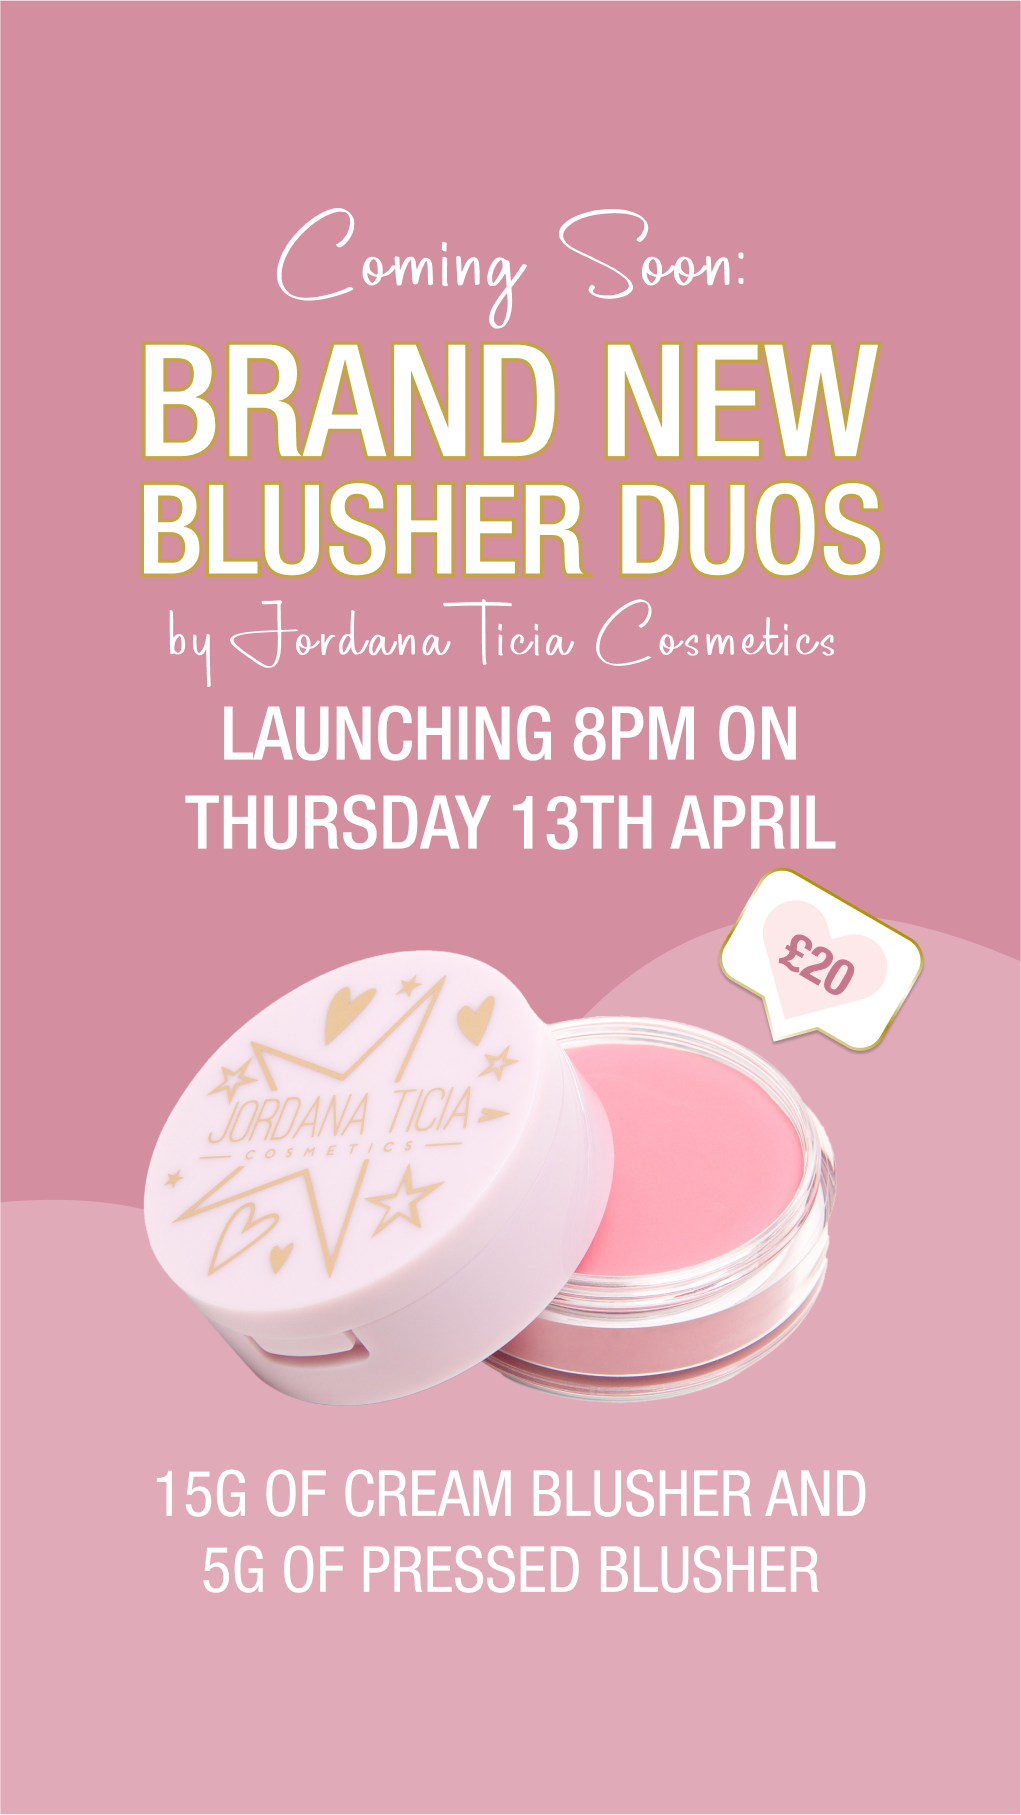 Coming Soon:
BRAND NEW
BLUSHER DUOS
by Jordana Ticia Cosmetics
LAUNCHING 8PM ON
THURSDAY 13TH APRIL
£20
JORDANA TICIA
COSMETICS
15G OF CREAM BLUSHER AND
5G OF PRESSED BLUSHER